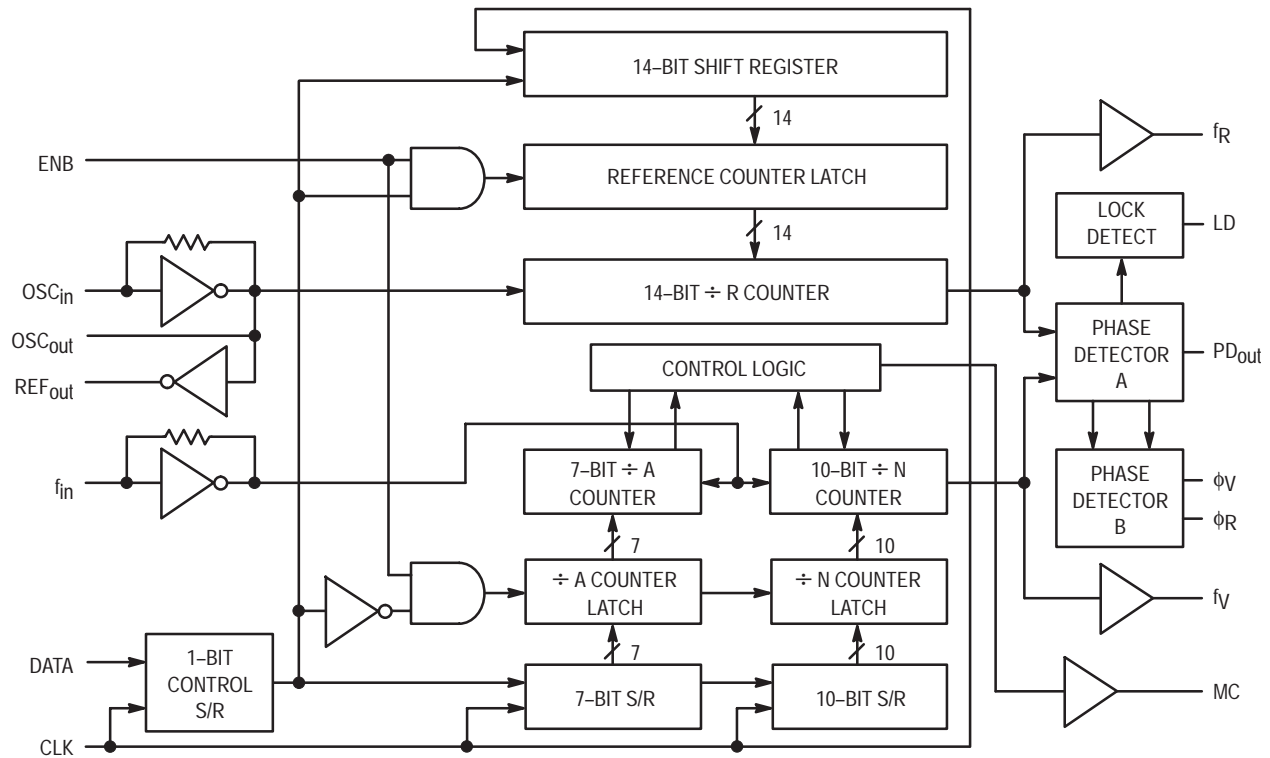 14–BIT SHIFT REGISTER
14
fR
ENB
REFERENCE COUNTER LATCH
LOCK
DETECT
LD
14
OSCin
14–BIT ÷ R COUNTER
OSCout
PHASE
DETECTOR
A
PDout
REFout
CONTROL LOGIC
fin
7–BIT ÷ A
COUNTER
10–BIT ÷ N
COUNTER
PHASE
DETECTOR
B
ϕV
ϕR
7
10
÷ A COUNTER
LATCH
÷ N COUNTER
LATCH
fV
7
10
DATA
1–BIT
CONTROL
S/R
7–BIT S/R
10–BIT S/R
MC
CLK